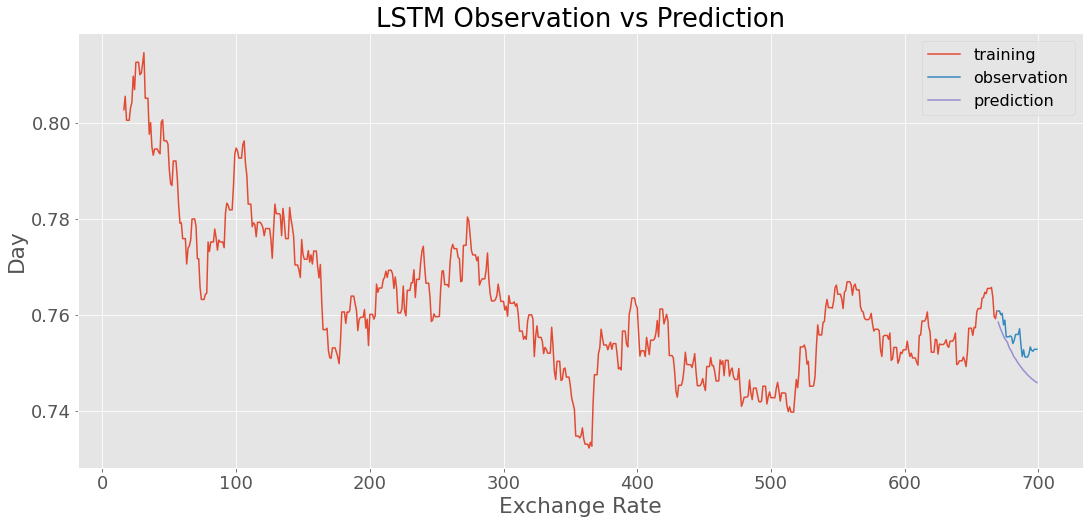 LSTM Observation vs Prediction
training
observation
prediction
Day
0.80
0.78
0.76
0.74
0 100 200 300 400 500 600 700
Exchange Rate